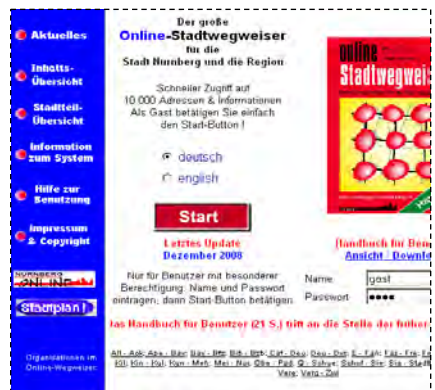 Aktuelles
Inhalts-
Übersicht
Stadtteil-
Übersicht
Information
zum System
Hilfe zur
Benutzung
Impressum
& Copyright
NÜRNBERG
ONLINE
Stadtplan!
Organisationen im
Online-Wegweiser:
Der große
Online-Stadtwegweiser
für die
Stadt Nürnberg und die Region
Schneller Zugriff auf
10.000 Adressen & Informationen
Als Gast betätigen Sie einfach
den Start-Button !
deutsch
english
Start
Letztes Update
Dezember 2008
Nur für Benutzer mit besonderer
Berechtigung: Name und Passwort
eintragen, dann Start-Button betätigen.
online
Stadtwegwei
Handbuch für Ben
Ansicht / Downlo
Name
gast
Passwort
das Handbuch für Benutzer (21 S.) tritt an die Stelle der früher